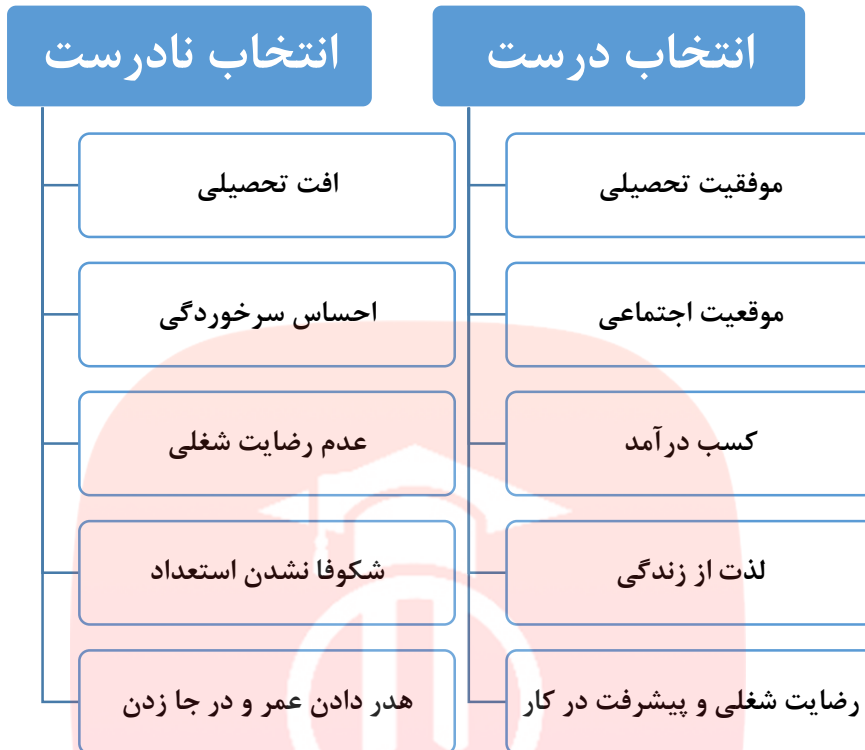 انتخاب درست
موفقیت تحصیلی
موقعیت اجتماعی
کسب درآمد
لذت از زندگی
رضایت شغلی و پیشرفت در کار
انتخاب نادرست
افت تحصیلی
احساس سرخوردگی
عدم رضایت شغلی
شکوفا نشدن استعداد
هدر دادن عمر و در جا زدن